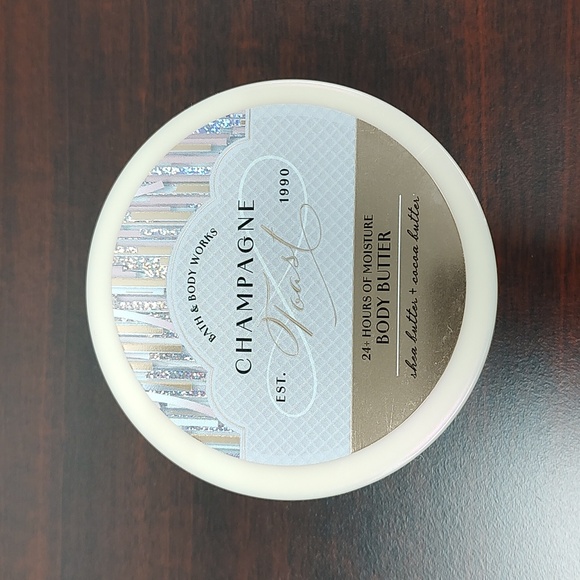 BATH & BODY WORKS
CHAMPAGNE
Toast
EST. 1990
24+ HOURS OF MOISTURE
BODY BUTTER
shea butter + cocoa butter